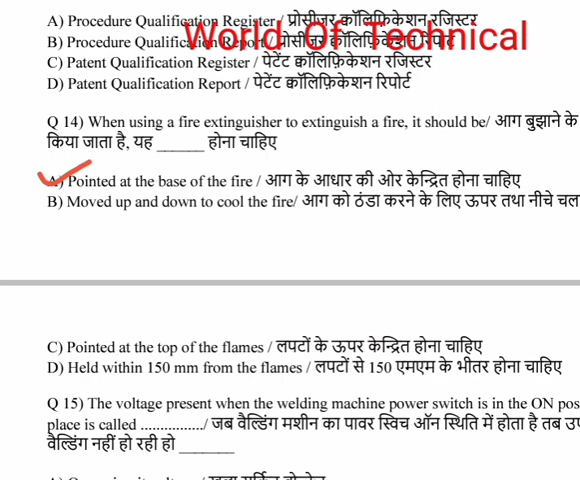 A) Procedure Qualification Register / प्रोसीजर क्वॉलिफ़िकेशन रजिस्टर
World Of Technical
B) Procedure Qualification Report / प्रोसीजर क्वॉलिफ़िकेशन रिपोर्ट
C) Patent Qualification Register / पेटेंट क्वॉलिफ़िकेशन रजिस्टर
D) Patent Qualification Report / पेटेंट क्वॉलिफ़िकेशन रिपोर्ट
Q 14) When using a fire extinguisher to extinguish a fire, it should be/ आग बुझाने के
किया जाता है, यह ______ होना चाहिए
A) Pointed at the base of the fire / आग के आधार की ओर केन्द्रित होना चाहिए
B) Moved up and down to cool the fire/ आग को ठंडा करने के लिए ऊपर तथा नीचे चल
C) Pointed at the top of the flames / लपटों के ऊपर केन्द्रित होना चाहिए
D) Held within 150 mm from the flames / लपटों से 150 एमएम के भीतर होना चाहिए
Q 15) The voltage present when the welding machine power switch is in the ON pos
place is called ................/ जब वैल्डिंग मशीन का पावर स्विच ऑन स्थिति में होता है तब
वैल्डिंग नहीं हो रही हो ________